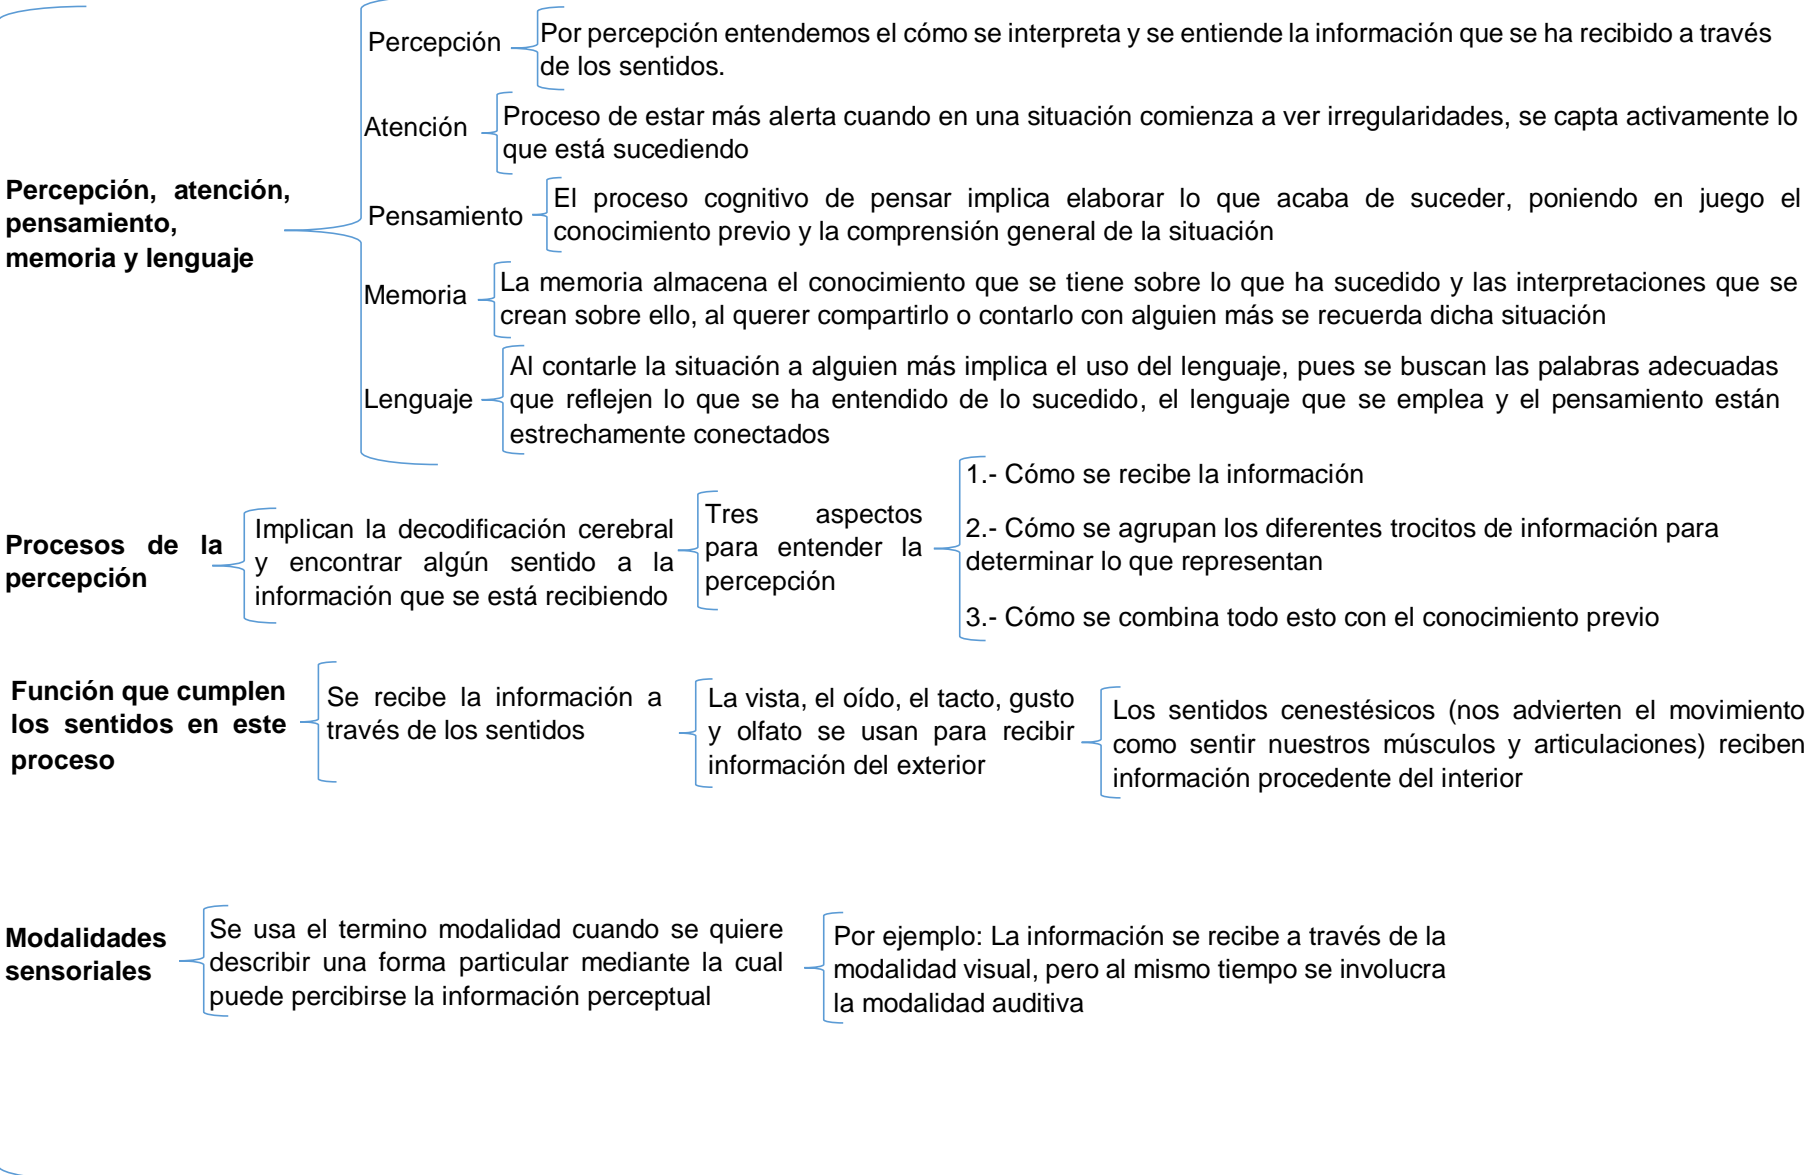 Percepción, atención,
pensamiento,
memoria y lenguaje
Percepción
Por percepción entendemos el cómo se interpreta y se entiende la información que se ha recibido a través
de los sentidos.
Atención
Proceso de estar más alerta cuando en una situación comienza a ver irregularidades, se capta activamente lo
que está sucediendo
Pensamiento
El proceso cognitivo de pensar implica elaborar lo que acaba de suceder, poniendo en juego el
conocimiento previo y la comprensión general de la situación
Memoria
La memoria almacena el conocimiento que se tiene sobre lo que ha sucedido y las interpretaciones que se
crean sobre ello, al querer compartirlo o contarlo con alguien más se recuerda dicha situación
Lenguaje
Al contarle la situación a alguien más implica el uso del lenguaje, pues se buscan las palabras adecuadas
que reflejen lo que se ha entendido de lo sucedido, el lenguaje que se emplea y el pensamiento están
estrechamente conectados
Procesos de la
percepción
Implican la decodificación cerebral
y encontrar algún sentido a la
información que se está recibiendo
Tres aspectos
para entender la
percepción
1.- Cómo se recibe la información
2.- Cómo se agrupan los diferentes trocitos de información para
determinar lo que representan
3.- Cómo se combina todo esto con el conocimiento previo
Función que cumplen
los sentidos en este
proceso
Se recibe la información a
través de los sentidos
La vista, el oído, el tacto, gusto
y olfato se usan para recibir
información del exterior
Los sentidos cenestésicos (nos advierten el movimiento
como sentir nuestros músculos y articulaciones) reciben
información procedente del interior
Modalidades
sensoriales
Se usa el termino modalidad cuando se quiere
describir una forma particular mediante la cual
puede percibirse la información perceptual
Por ejemplo: La información se recibe a través de la
modalidad visual, pero al mismo tiempo se involucra
la modalidad auditiva